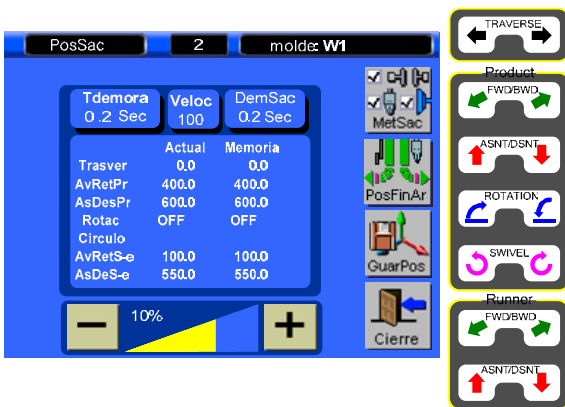 PosSac 2 molde: W1
Tdemora Veloc DemSac
0.2 Sec 100 0.2 Sec
Actual Memoria
Trasver 0.0 0.0
AvRetPr 400.0 400.0
AsDesPr 600.0 600.0
Rotac OFF OFF
Circulo
AvRetS-e 100.0 100.0
AsDeS-e 550.0 550.0
10%
MetSac
PosFinAr
GuarPos
Cierre
TRAVERSE
Product
FWD/BWD
ASNT/DSNT
ROTATION
SWIVEL
Runner
FWD/BWD
ASNT/DSNT